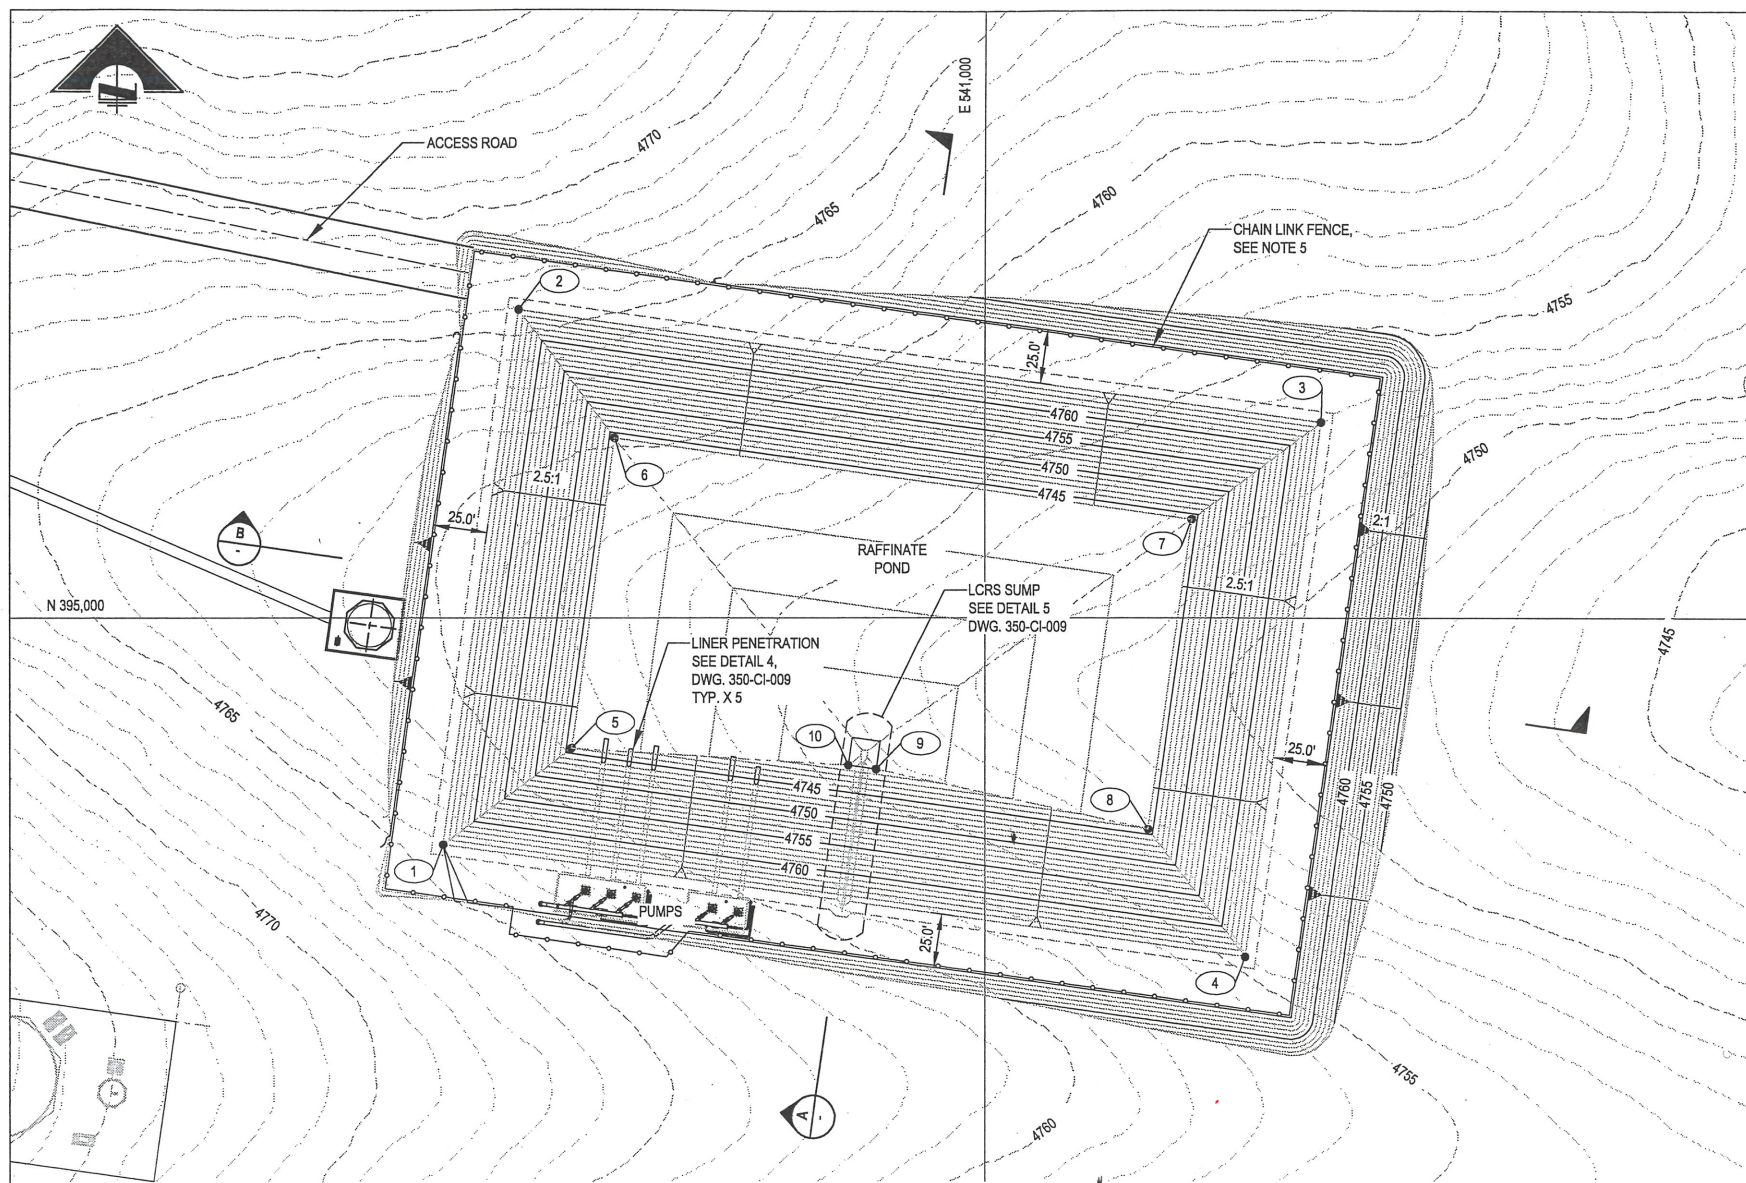 N
E 541,000
ACCESS ROAD
4770
4765
4760
CHAIN LINK FENCE,
SEE NOTE 5
4755
2
25.0'
3
4760
4755
4750
4745
4750
6
2.5:1
25.0'
B
-
7
2:1
RAFFINATE
POND
2.5:1
LCRS SUMP
SEE DETAIL 5
DWG. 350-CI-009
N 395,000
T
LINER PENETRATION
SEE DETAIL 4,
DWG. 350-CI-009
TYP. X 5
4745
4765
5
10
9
25.0'
4745
4750
4755
4760
8
4760
4755
4750
1
PUMPS
4770
25.0'
4
4755
A
-
4760